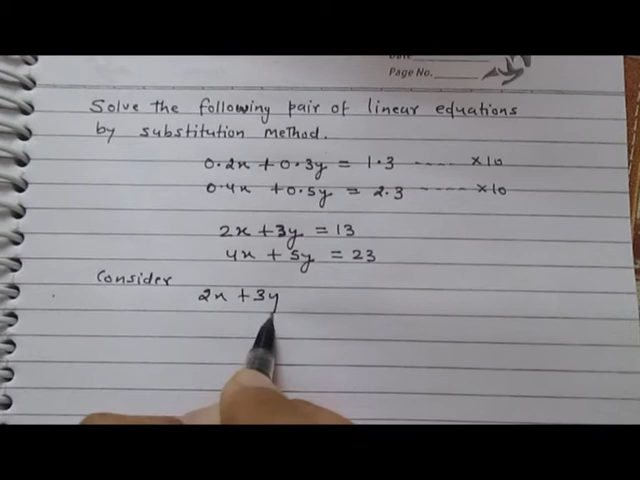 Date
Page No.
Solve the following pair of linear equations
by substitution method.
0.2x + 0.3y = 1.3 ----- ×10
0.4x + 0.5y = 2.3 ------ ×10
2x + 3y = 13
4x + 5y = 23
Consider
2x + 3y